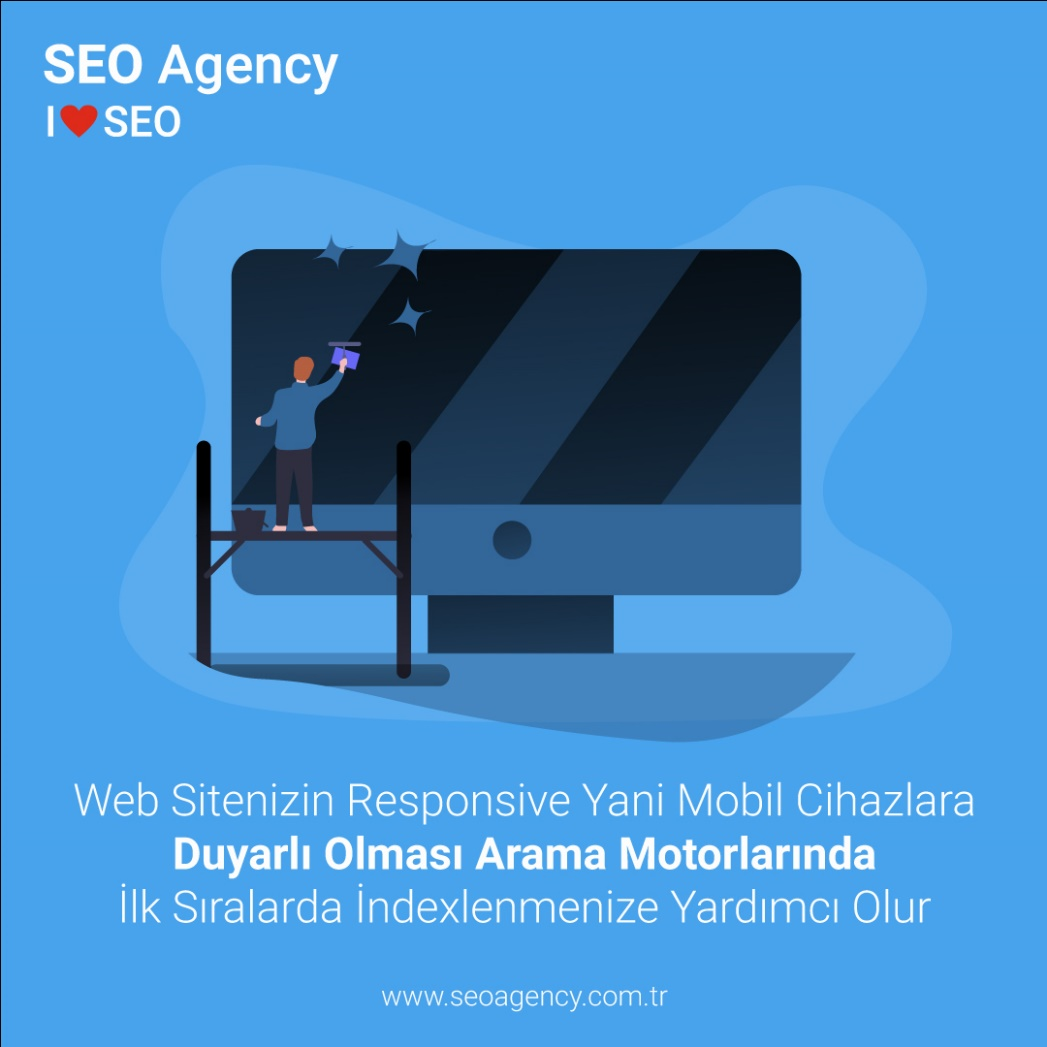 SEO Agency
I ❤ SEO
Web Sitenizin Responsive Yani Mobil Cihazlara
Duyarlı Olması Arama Motorlarında
İlk Sıralarda İndexlenmenize Yardımcı Olur
www.seoagency.com.tr